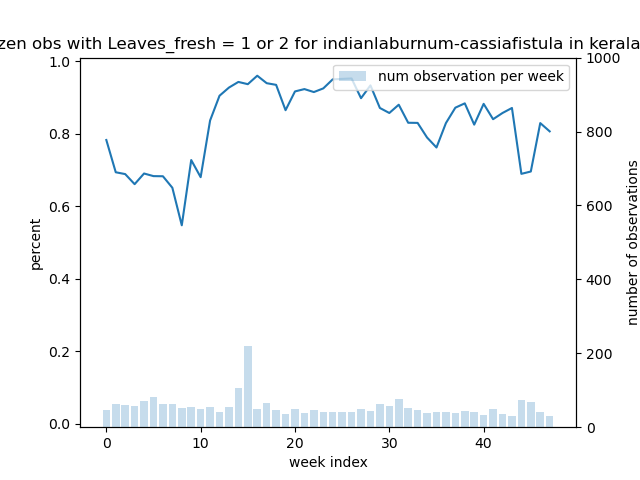 zen obs with Leaves_fresh = 1 or 2 for indianlaburnum-cassiafistula in kerala
num observation per week
1.0
0.8
0.6
0.4
0.2
0.0
percent
1000
800
600
400
200
0
number of observations
0 10 20 30 40
week index